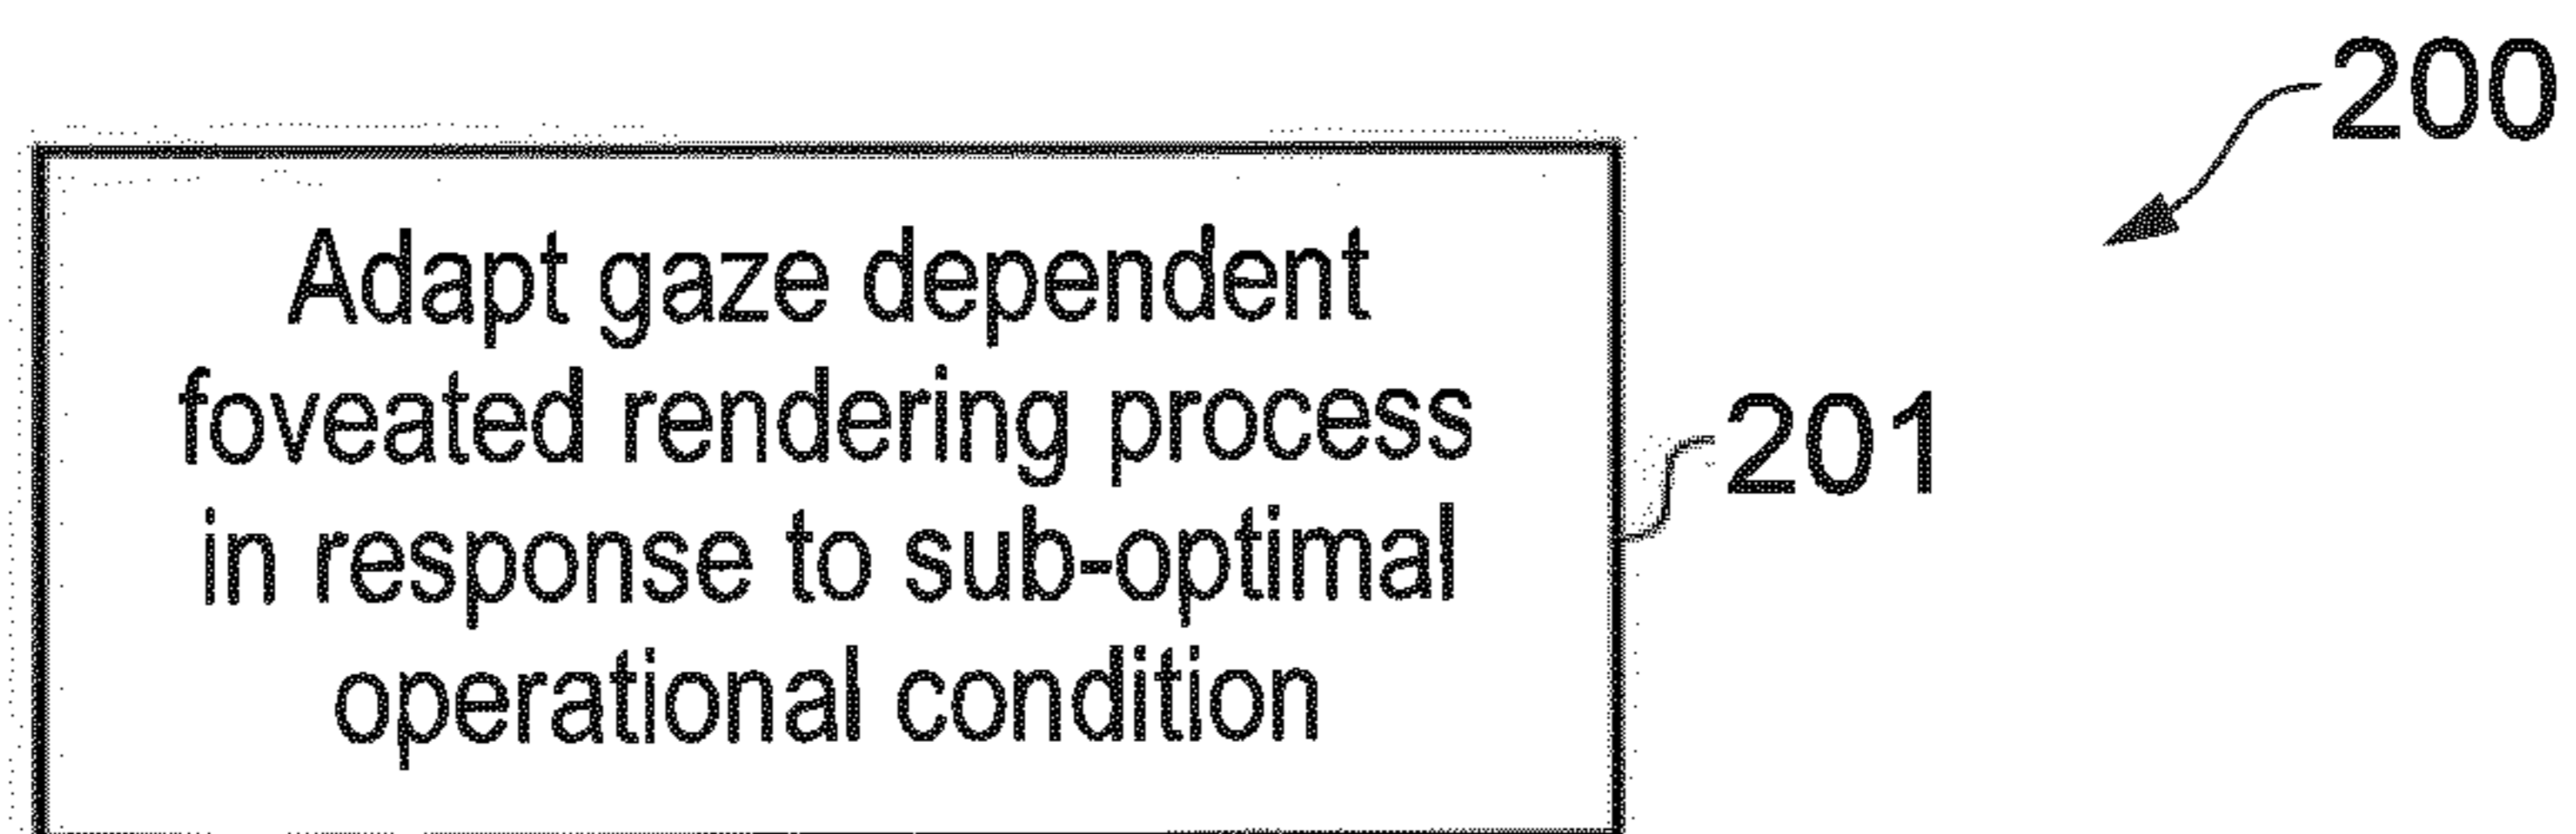 200
Adapt gaze dependent
foveated rendering process
in response to sub-optimal
operational condition
201